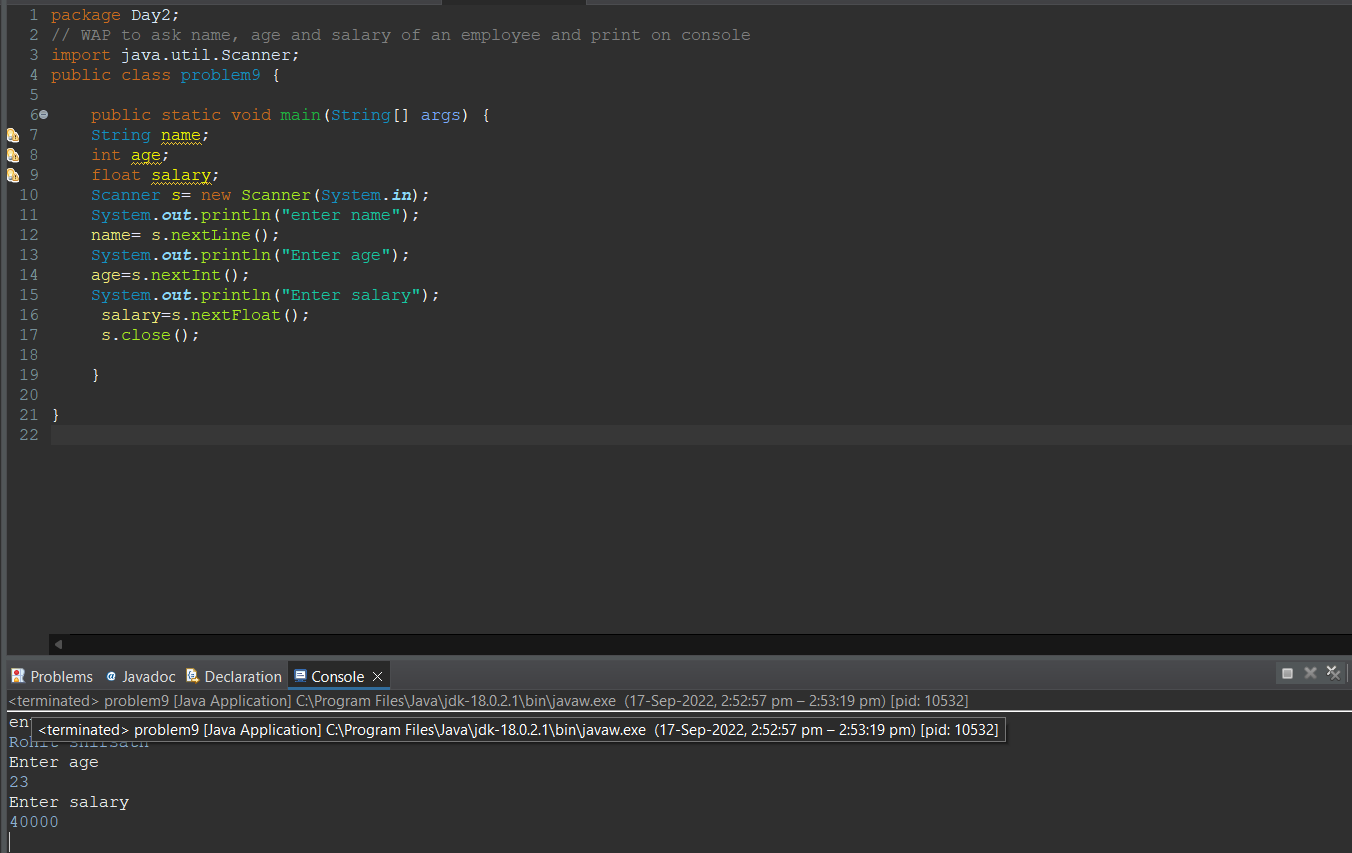 1 package Day2;
2 // WAP to ask name, age and salary of an employee and print on console
3 import java.util.Scanner;
4 public class problem9 {
5
6 public static void main(String[] args) {
7 String name;
8 int age;
9 float salary;
10 Scanner s= new Scanner(System.in);
11 System.out.println("enter name");
12 name= s.nextLine();
13 System.out.println("Enter age");
14 age=s.nextInt();
15 System.out.println("Enter salary");
16 salary=s.nextFloat();
17 s.close();
18
19 }
20
21 }
22
Problems @ Javadoc Declaration Console
<terminated> problem9 [Java Application] C:\Program Files\Java\jdk-18.0.2.1\bin\javaw.exe (17-Sep-2022, 2:52:57 pm – 2:53:19 pm) [pid: 10532]
<terminated> problem9 [Java Application] C:\Program Files\Java\jdk-18.0.2.1\bin\javaw.exe (17-Sep-2022, 2:52:57 pm – 2:53:19 pm) [pid: 10532]
Enter age
23
Enter salary
40000